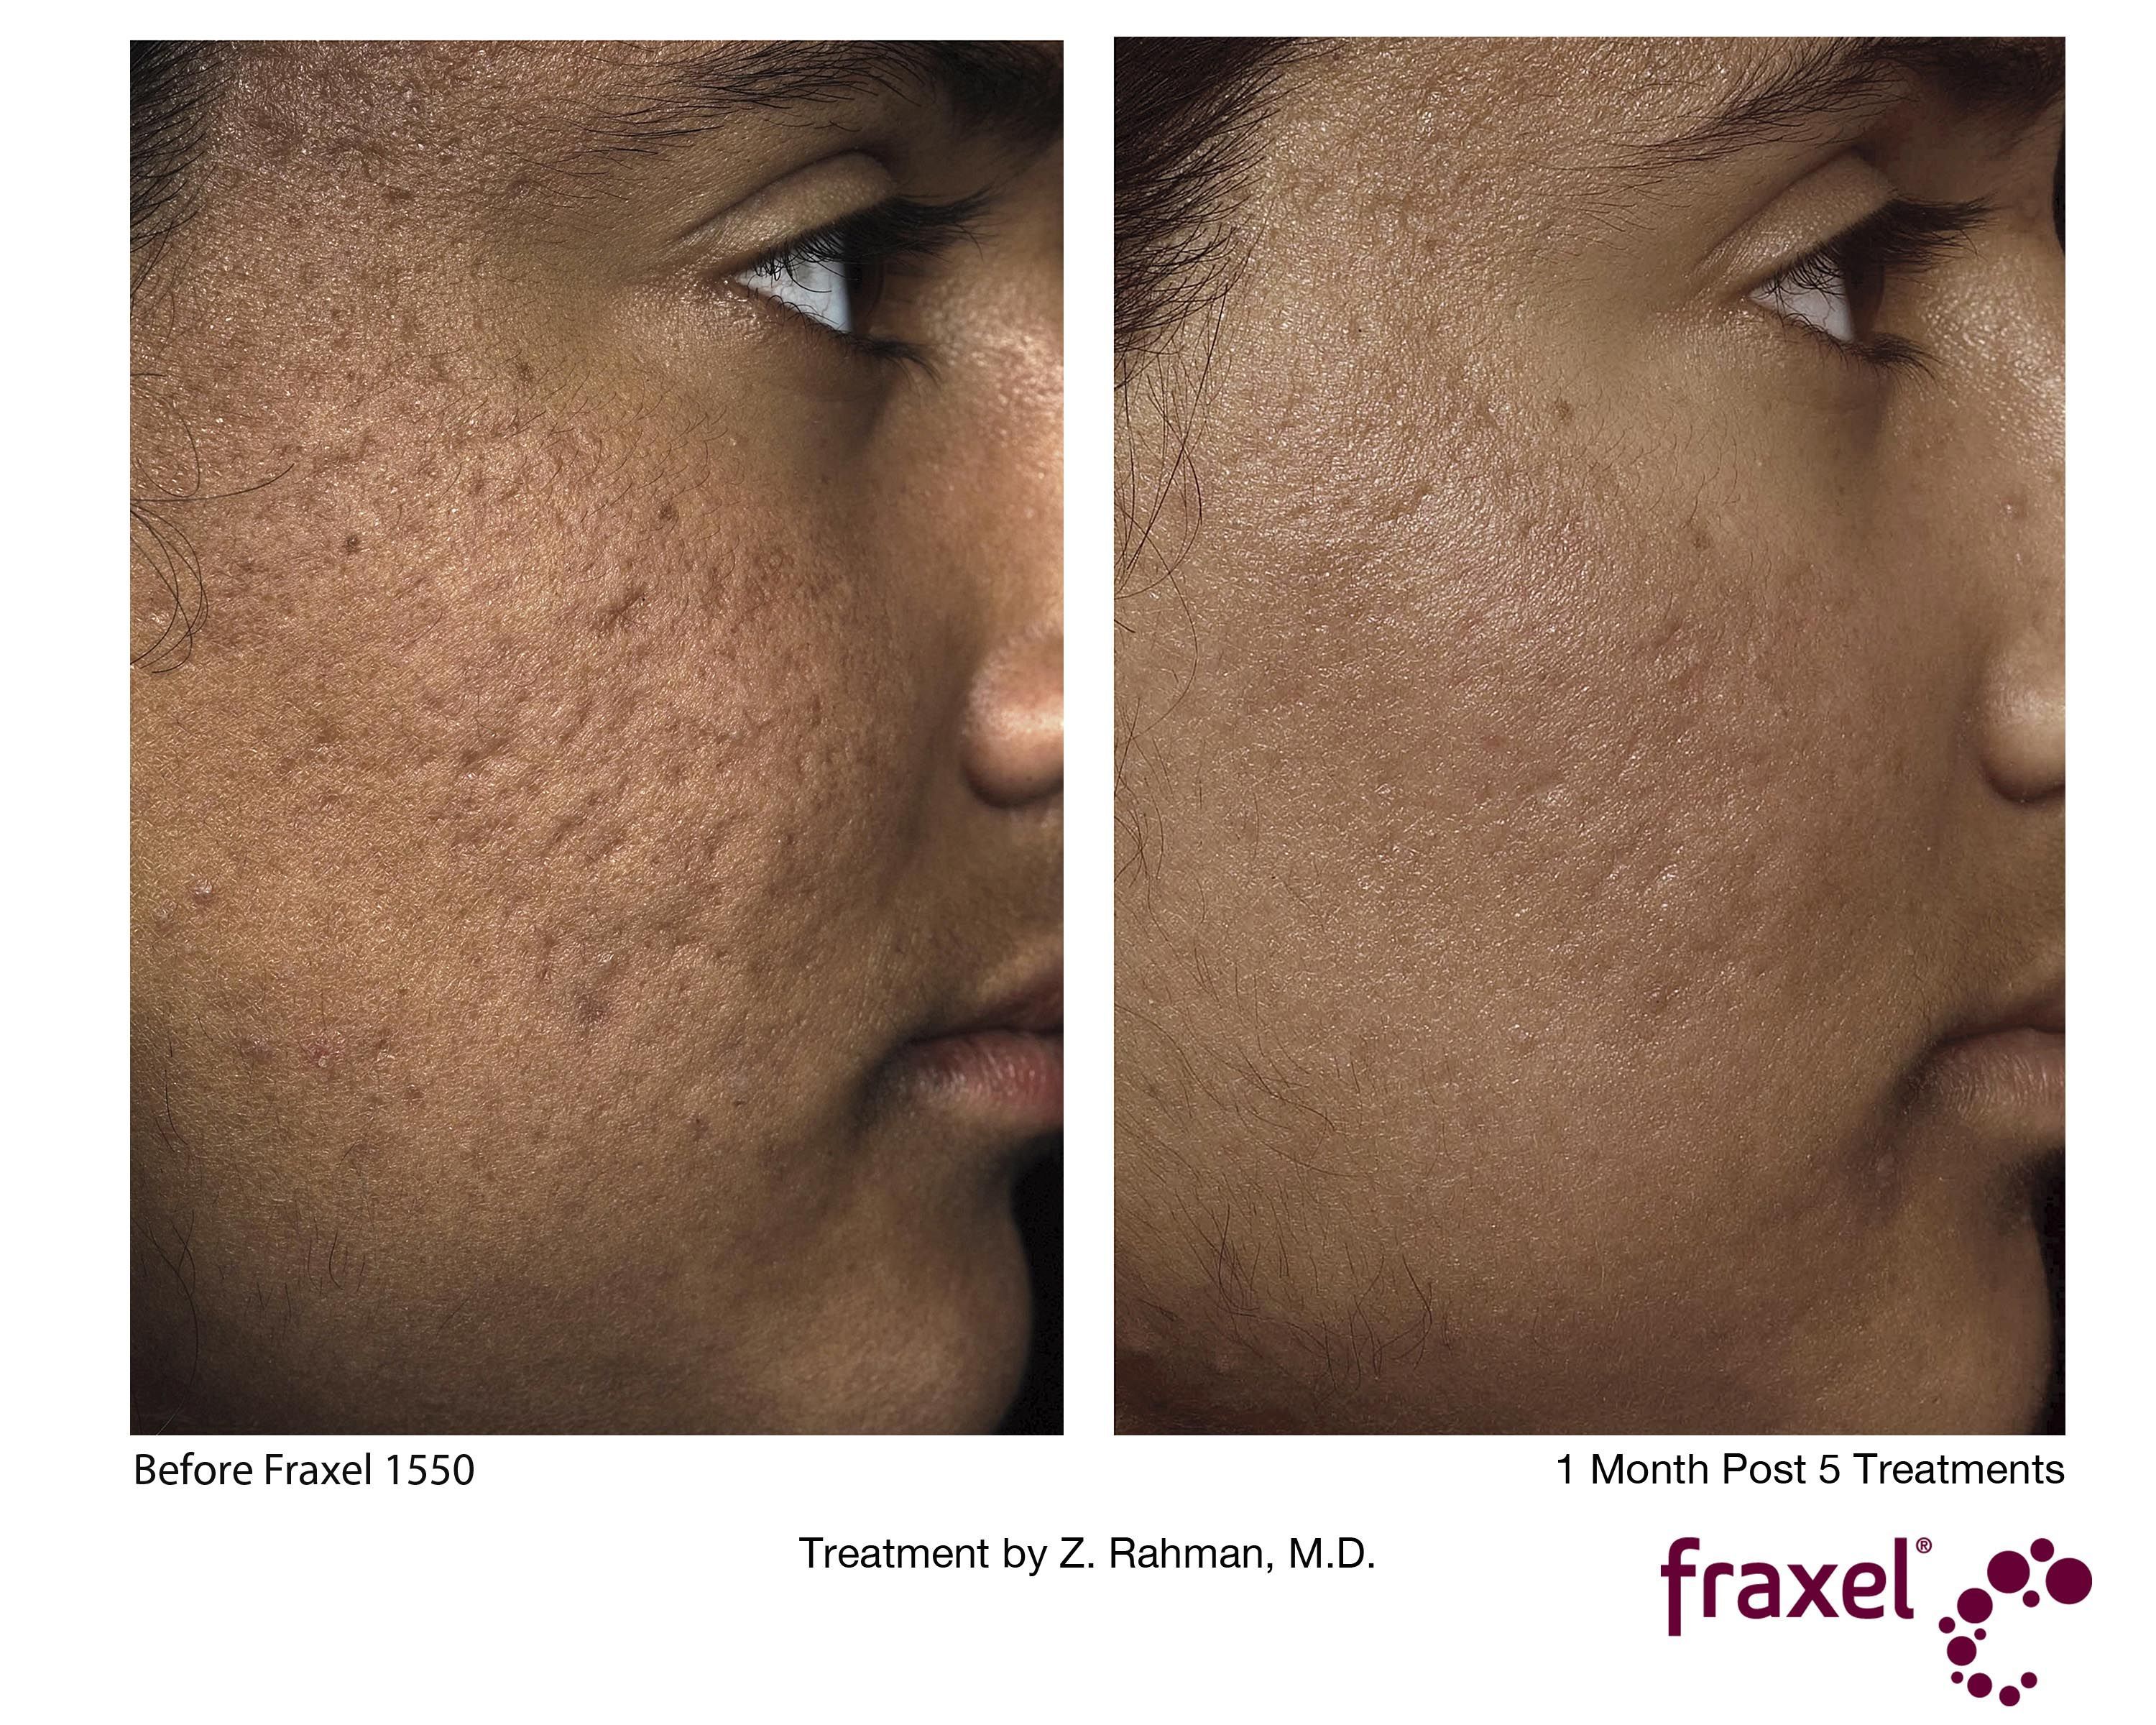 Before Fraxel 1550
1 Month Post 5 Treatments
Treatment by Z. Rahman, M.D.
fraxel®